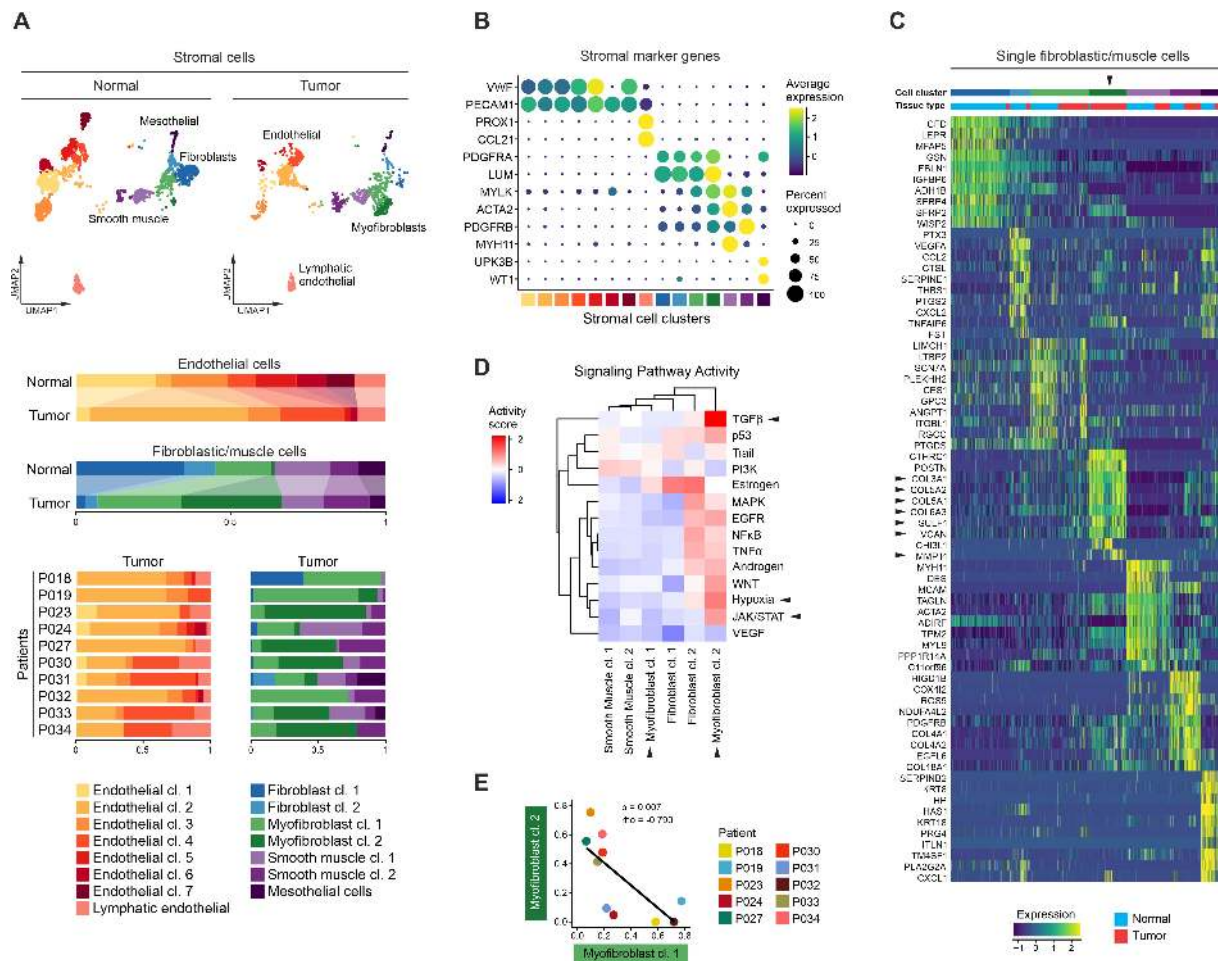 A
Stromal cells
Normal
Tumor
Mesothelial
Fibroblasts
Smooth muscle
Endothelial
Myofibroblasts
Lymphatic
endothelial
UMAP1
UMAP1
Endothelial cells
Normal
Tumor
Fibroblastic/muscle cells
Normal
Tumor
0 0.5 1
Tumor Tumor
Patients
P018
P019
P023
P024
P027
P030
P031
P032
P033
P034
0 0.5 1 0 0.5 1
Endothelial cl. 1
Endothelial cl. 2
Endothelial cl. 3
Endothelial cl. 4
Endothelial cl. 5
Endothelial cl. 6
Endothelial cl. 7
Lymphatic endothelial
Fibroblast cl. 1
Fibroblast cl. 2
Myofibroblast cl. 1
Myofibroblast cl. 2
Smooth muscle cl. 1
Smooth muscle cl. 2
Mesothelial cells
B
Stromal marker genes
VWF
PECAM1
PROX1
CCL21
PDGFRA
LUM
MYLK
ACTA2
PDGFRB
MYH11
UPK3B
WT1
Stromal cell clusters
Average
expression
2
1
0
Percent
expressed
0
25
50
75
100
D
Signaling Pathway Activity
Activity
score
2
0
2
TGFβ
p53
Trail
PI3K
Estrogen
MAPK
EGFR
NFκB
TNFα
Androgen
WNT
Hypoxia
JAK/STAT
VEGF
Smooth Muscle cl. 1
Smooth Muscle cl. 2
Myofibroblast cl. 1
Fibroblast cl. 1
Fibroblast cl. 2
Myofibroblast cl. 2
E
Myofibroblast cl. 2
0.8
0.6
0.4
0.2
0.0
p = 0.007
0.0 0.2 0.4 0.6 0.8
Myofibroblast cl. 1
Patient
P018 P030
P019 P031
P023 P032
P024 P033
P027 P034
C
Single fibroblastic/muscle cells
Cell cluster
Tissue type
CFD
LEPR
MFAP5
GSN
FBLN1
IGFBP6
ADH1B
SFRP4
SFRP2
WISP2
PTX3
VEGFA
CCL2
CTSL
SERPINE1
THBS1
PTGS2
CXCL2
TNFAIP6
FST
LIMCH1
LTBP2
SCN7A
PLEKHH2
CES1
GPC3
ANGPT1
ITGBL1
RGCC
PTGDS
CTHRC1
POSTN
COL3A1
COL5A2
COL5A1
COL6A3
SULF1
VCAN
CHI3L1
MMP11
MYH11
DES
MCAM
TAGLN
ACTA2
ADIRF
TPM2
MYL9
PPP1R14A
C11orf96
HIGD1B
COX4I2
RGS5
NDUFA4L2
PDGFRB
COL4A1
COL4A2
EGFL6
COL18A1
SERPINB2
KRT8
HP
HAS1
KRT18
PRG4
ITLN1
TM4SF1
PLA2G2A
CXCL1
Expression
-1 0 1 2
Normal
Tumor